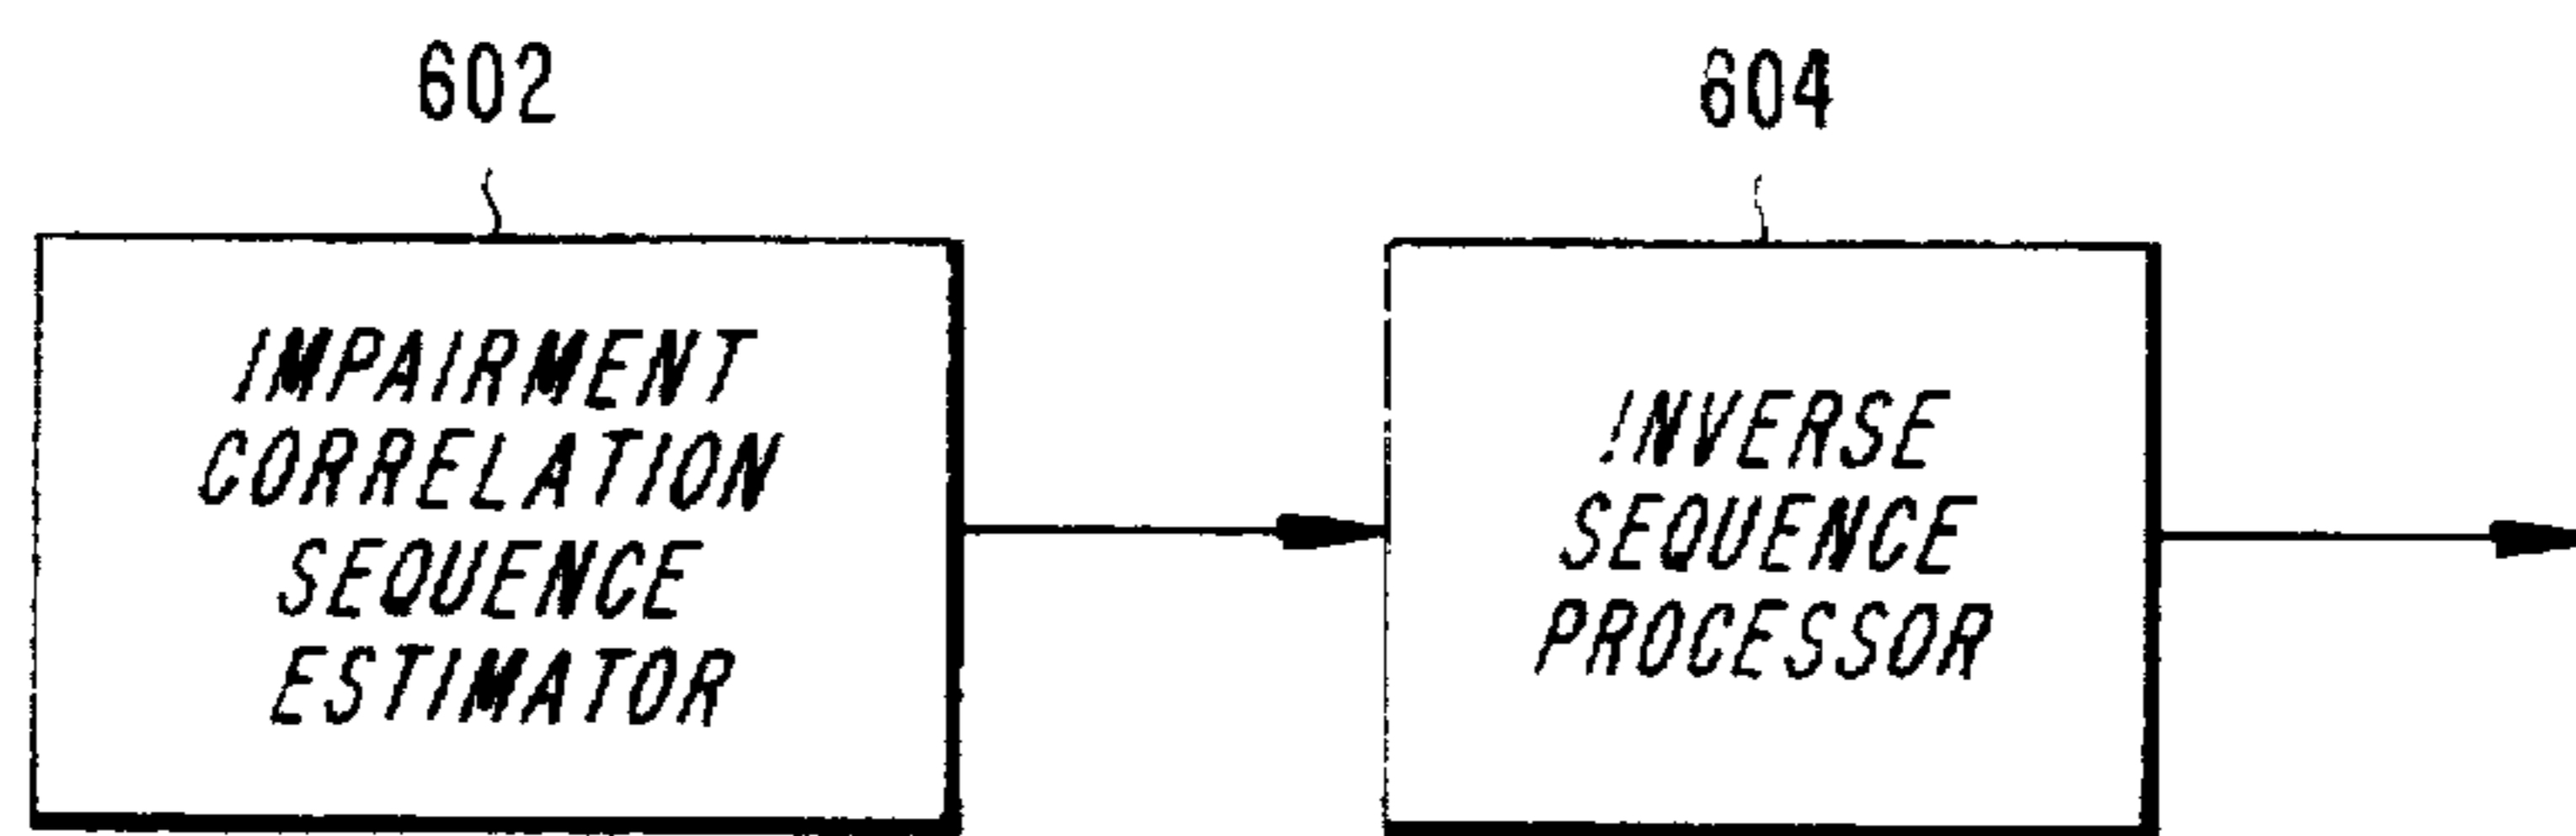 602
604
IMPAIRMENT
CORRELATION
SEQUENCE
ESTIMATOR
INVERSE
SEQUENCE
PROCESSOR